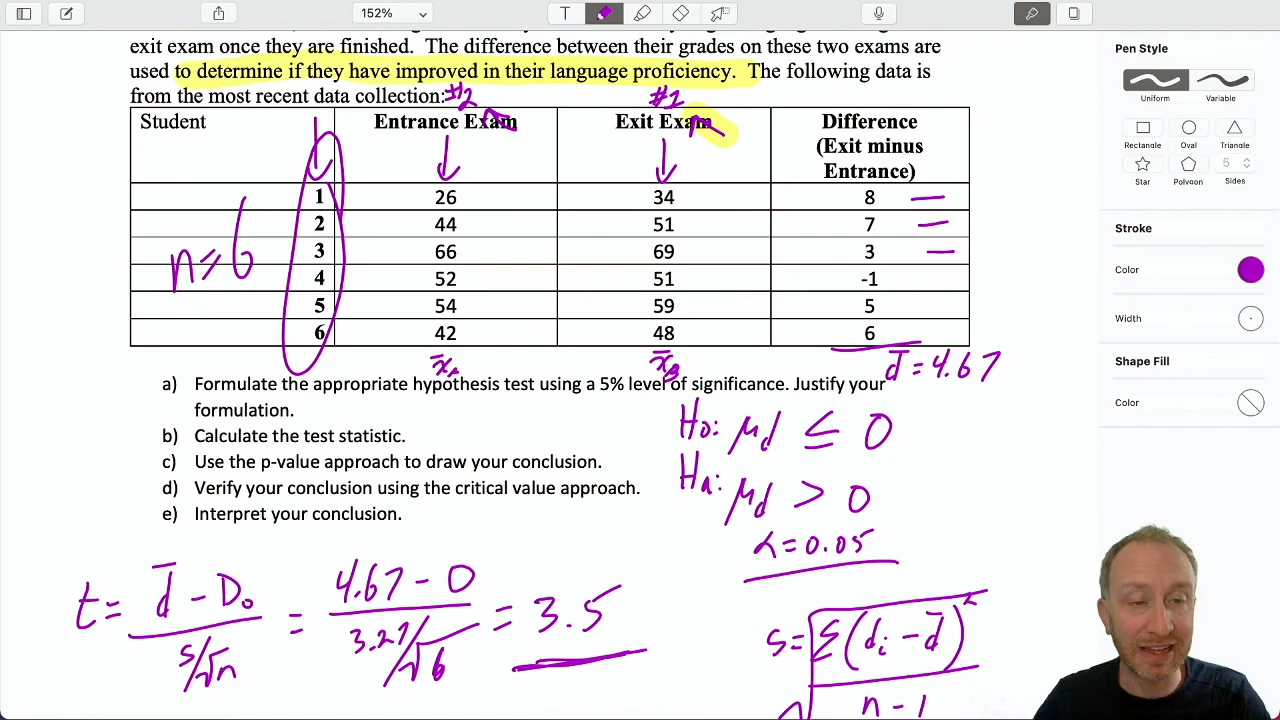 152%
exit exam once they are finished. The difference between their grades on these two exams are
used to determine if they have improved in their language proficiency. The following data is
from the most recent data collection: #2 #1
Student Entrance Exam Exit Exam Difference
(Exit minus
Entrance)
1 26 34 8
2 44 51 7
3 66 69 3
4 52 51 -1
5 54 59 5
6 42 48 6
n=6
d̄ = 4.67
a) Formulate the appropriate hypothesis test using a 5% level of significance. Justify your
formulation.
b) Calculate the test statistic.
c) Use the p-value approach to draw your conclusion.
d) Verify your conclusion using the critical value approach.
e) Interpret your conclusion.
Ho: μd ≤ 0
Ha: μd > 0
α = 0.05
t = d̄ - D₀ / s/√n = 4.67 - 0 / 3.27/√6 = 3.5
s = √ Σ(di - d̄)² / n - 1
Pen Style
Uniform Variable
Rectangle Oval Triangle
Star Polygon 5 Sides
Stroke
Color
Width
Shape Fill
Color